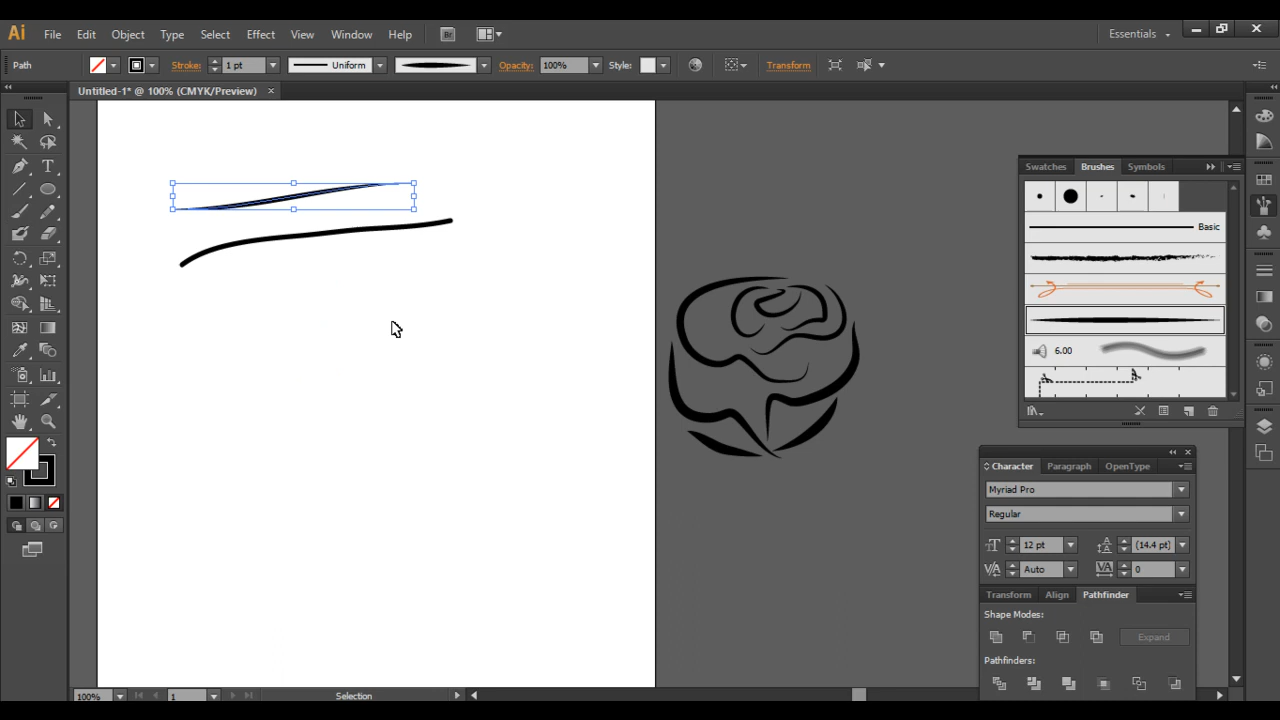 Ai File Edit Object Type Select Effect View Window Help Br Essentials
Path Stroke: 1 pt Uniform Opacity: 100% Style: Transform
Untitled-1* @ 100% (CMYK/Preview) ×
Swatches Brushes Symbols
Basic
6.00
Character Paragraph OpenType
Myriad Pro
Regular
12 pt (14.4 pt)
Auto 0
Transform Align Pathfinder
Shape Modes:
Expand
Pathfinders:
100% 1 Selection